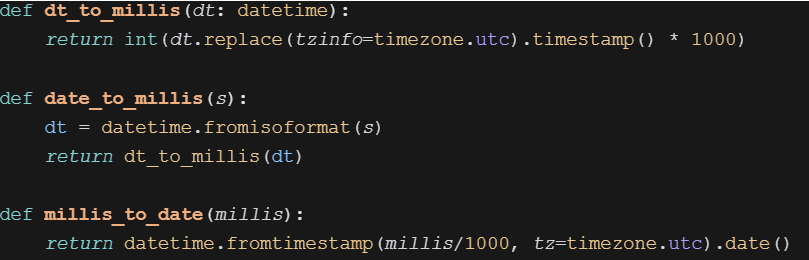 def dt_to_millis(dt: datetime):
    return int(dt.replace(tzinfo=timezone.utc).timestamp() * 1000)

def date_to_millis(s):
    dt = datetime.fromisoformat(s)
    return dt_to_millis(dt)

def millis_to_date(millis):
    return datetime.fromtimestamp(millis/1000, tz=timezone.utc).date()